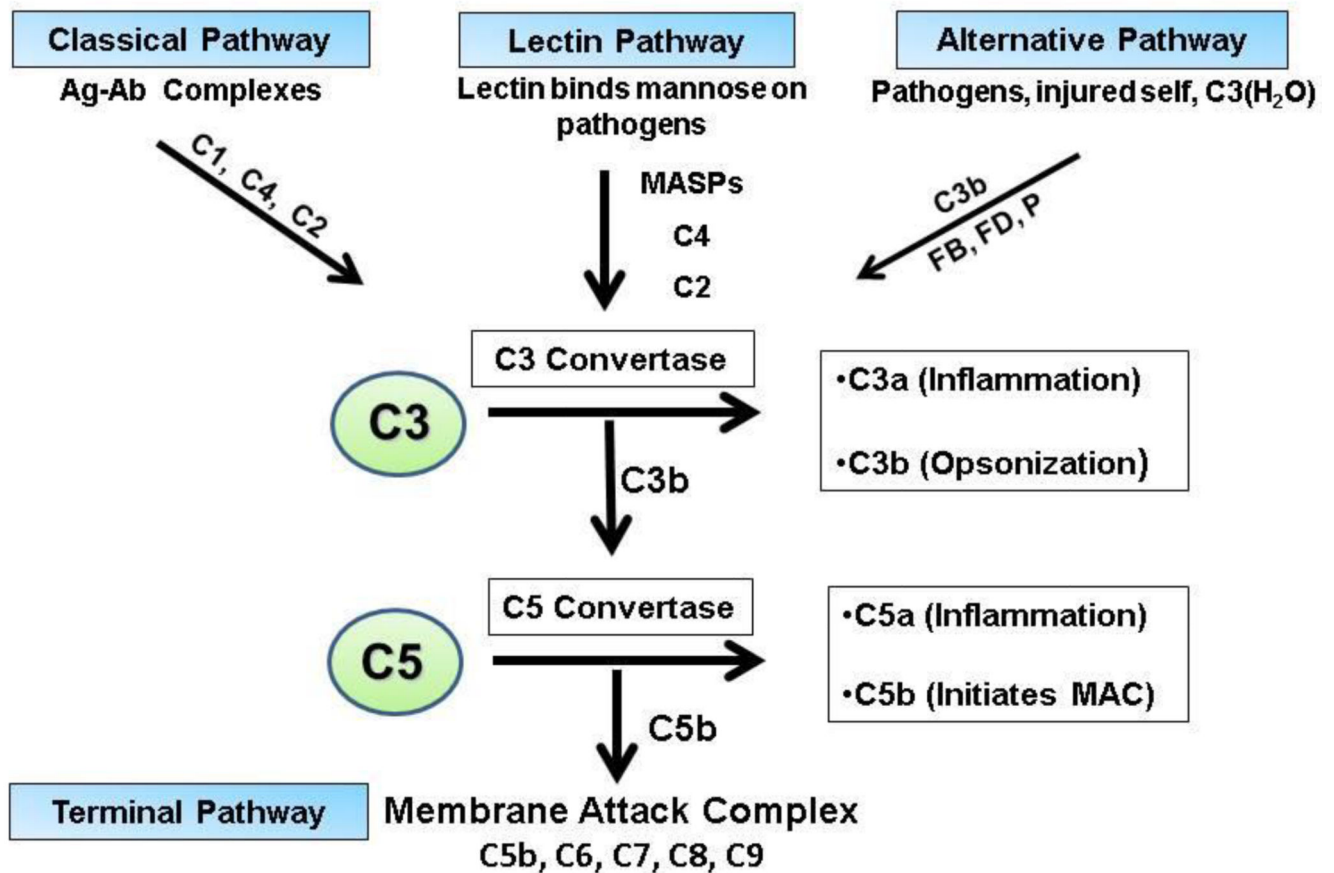 Classical Pathway
Ag-Ab Complexes
Lectin Pathway
Lectin binds mannose on
pathogens
Alternative Pathway
Pathogens, injured self, C3(H₂O)
C1, C4, C2
MASPs
C4
C2
C3b
FB, FD, P
C3 Convertase
C3
•C3a (Inflammation)
•C3b (Opsonization)
C3b
C5 Convertase
C5
•C5a (Inflammation)
•C5b (Initiates MAC)
C5b
Terminal Pathway
Membrane Attack Complex
C5b, C6, C7, C8, C9